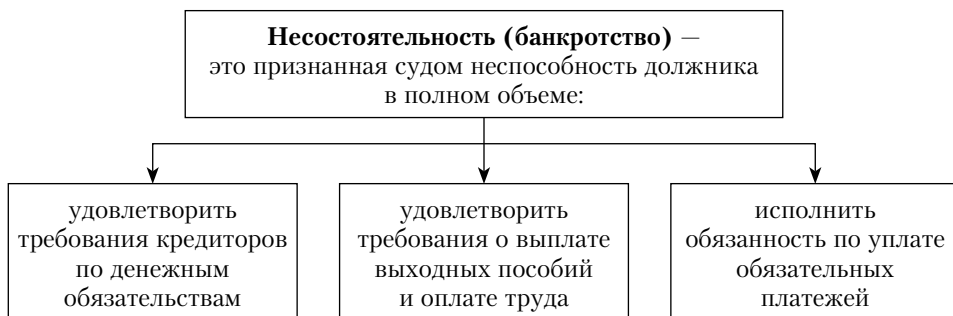 Несостоятельность (банкротство) —
это признанная судом неспособность должника
в полном объеме:
удовлетворить
требования кредиторов
по денежным
обязательствам
удовлетворить
требования о выплате
выходных пособий
и оплате труда
исполнить
обязанность по уплате
обязательных
платежей